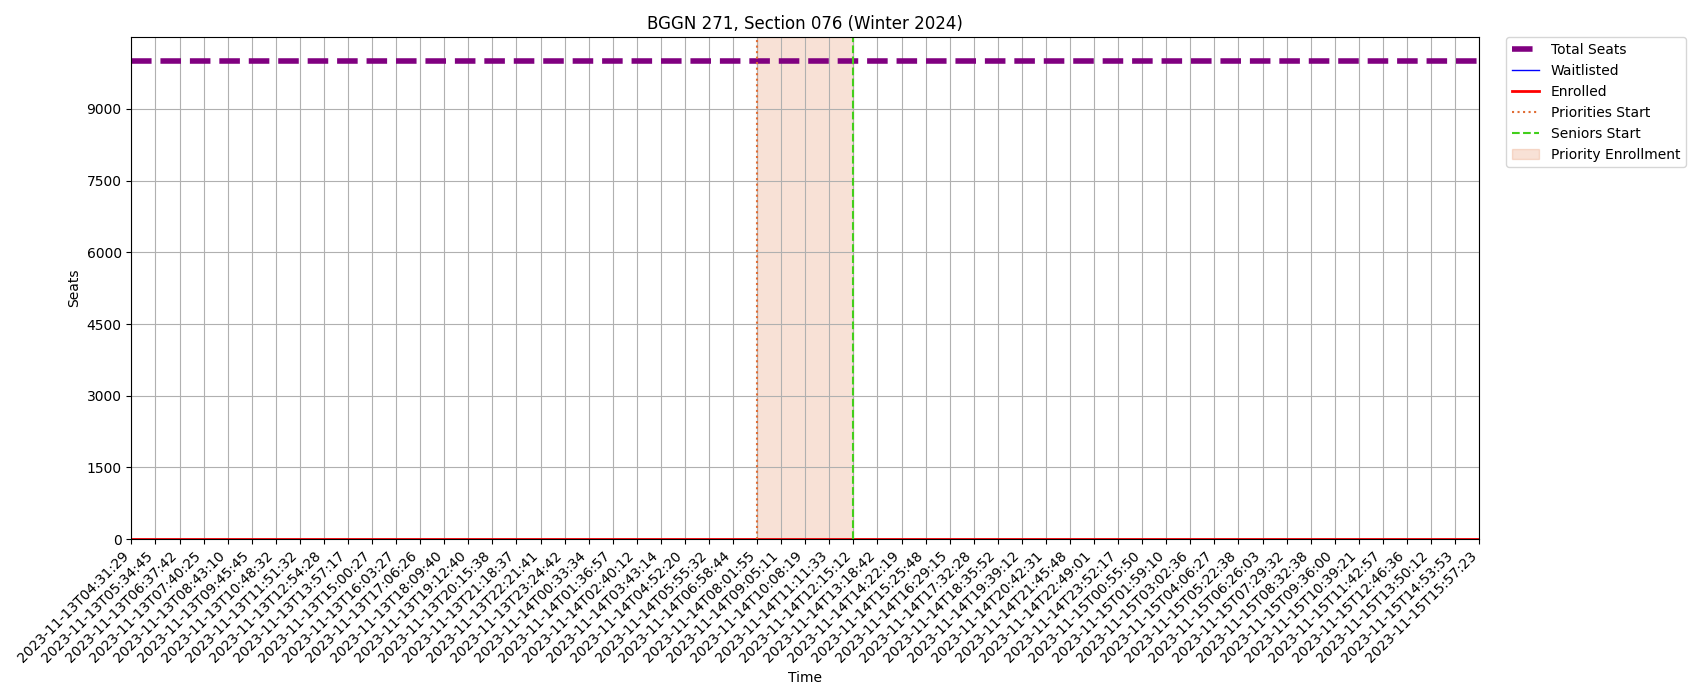 BGGN 271, Section 076 (Winter 2024)
Total Seats
Waitlisted
Enrolled
Priorities Start
Seniors Start
Priority Enrollment
Seats
9000
7500
6000
4500
3000
1500
0
2023-11-13T04:31:29
2023-11-13T05:34:45
2023-11-13T06:37:42
2023-11-13T07:40:25
2023-11-13T08:43:10
2023-11-13T09:45:45
2023-11-13T10:48:32
2023-11-13T11:51:32
2023-11-13T12:54:28
2023-11-13T13:57:17
2023-11-13T15:00:27
2023-11-13T16:03:27
2023-11-13T17:06:26
2023-11-13T18:09:40
2023-11-13T19:12:40
2023-11-13T20:15:38
2023-11-13T21:18:37
2023-11-13T22:21:41
2023-11-13T23:24:42
2023-11-14T00:33:34
2023-11-14T01:36:57
2023-11-14T02:40:12
2023-11-14T03:43:14
2023-11-14T04:52:20
2023-11-14T05:55:32
2023-11-14T06:58:44
2023-11-14T08:01:55
2023-11-14T09:05:11
2023-11-14T10:08:19
2023-11-14T11:11:33
2023-11-14T12:15:12
2023-11-14T13:18:42
2023-11-14T14:22:19
2023-11-14T15:25:48
2023-11-14T16:29:15
2023-11-14T17:32:28
2023-11-14T18:35:52
2023-11-14T19:39:12
2023-11-14T20:42:31
2023-11-14T21:45:48
2023-11-14T22:49:01
2023-11-14T23:52:17
2023-11-15T00:55:50
2023-11-15T01:59:10
2023-11-15T03:02:36
2023-11-15T04:06:27
2023-11-15T05:22:38
2023-11-15T06:26:03
2023-11-15T07:29:32
2023-11-15T08:32:38
2023-11-15T09:36:00
2023-11-15T10:39:21
2023-11-15T11:42:57
2023-11-15T12:46:36
2023-11-15T13:50:12
2023-11-15T14:53:53
2023-11-15T15:57:23
Time